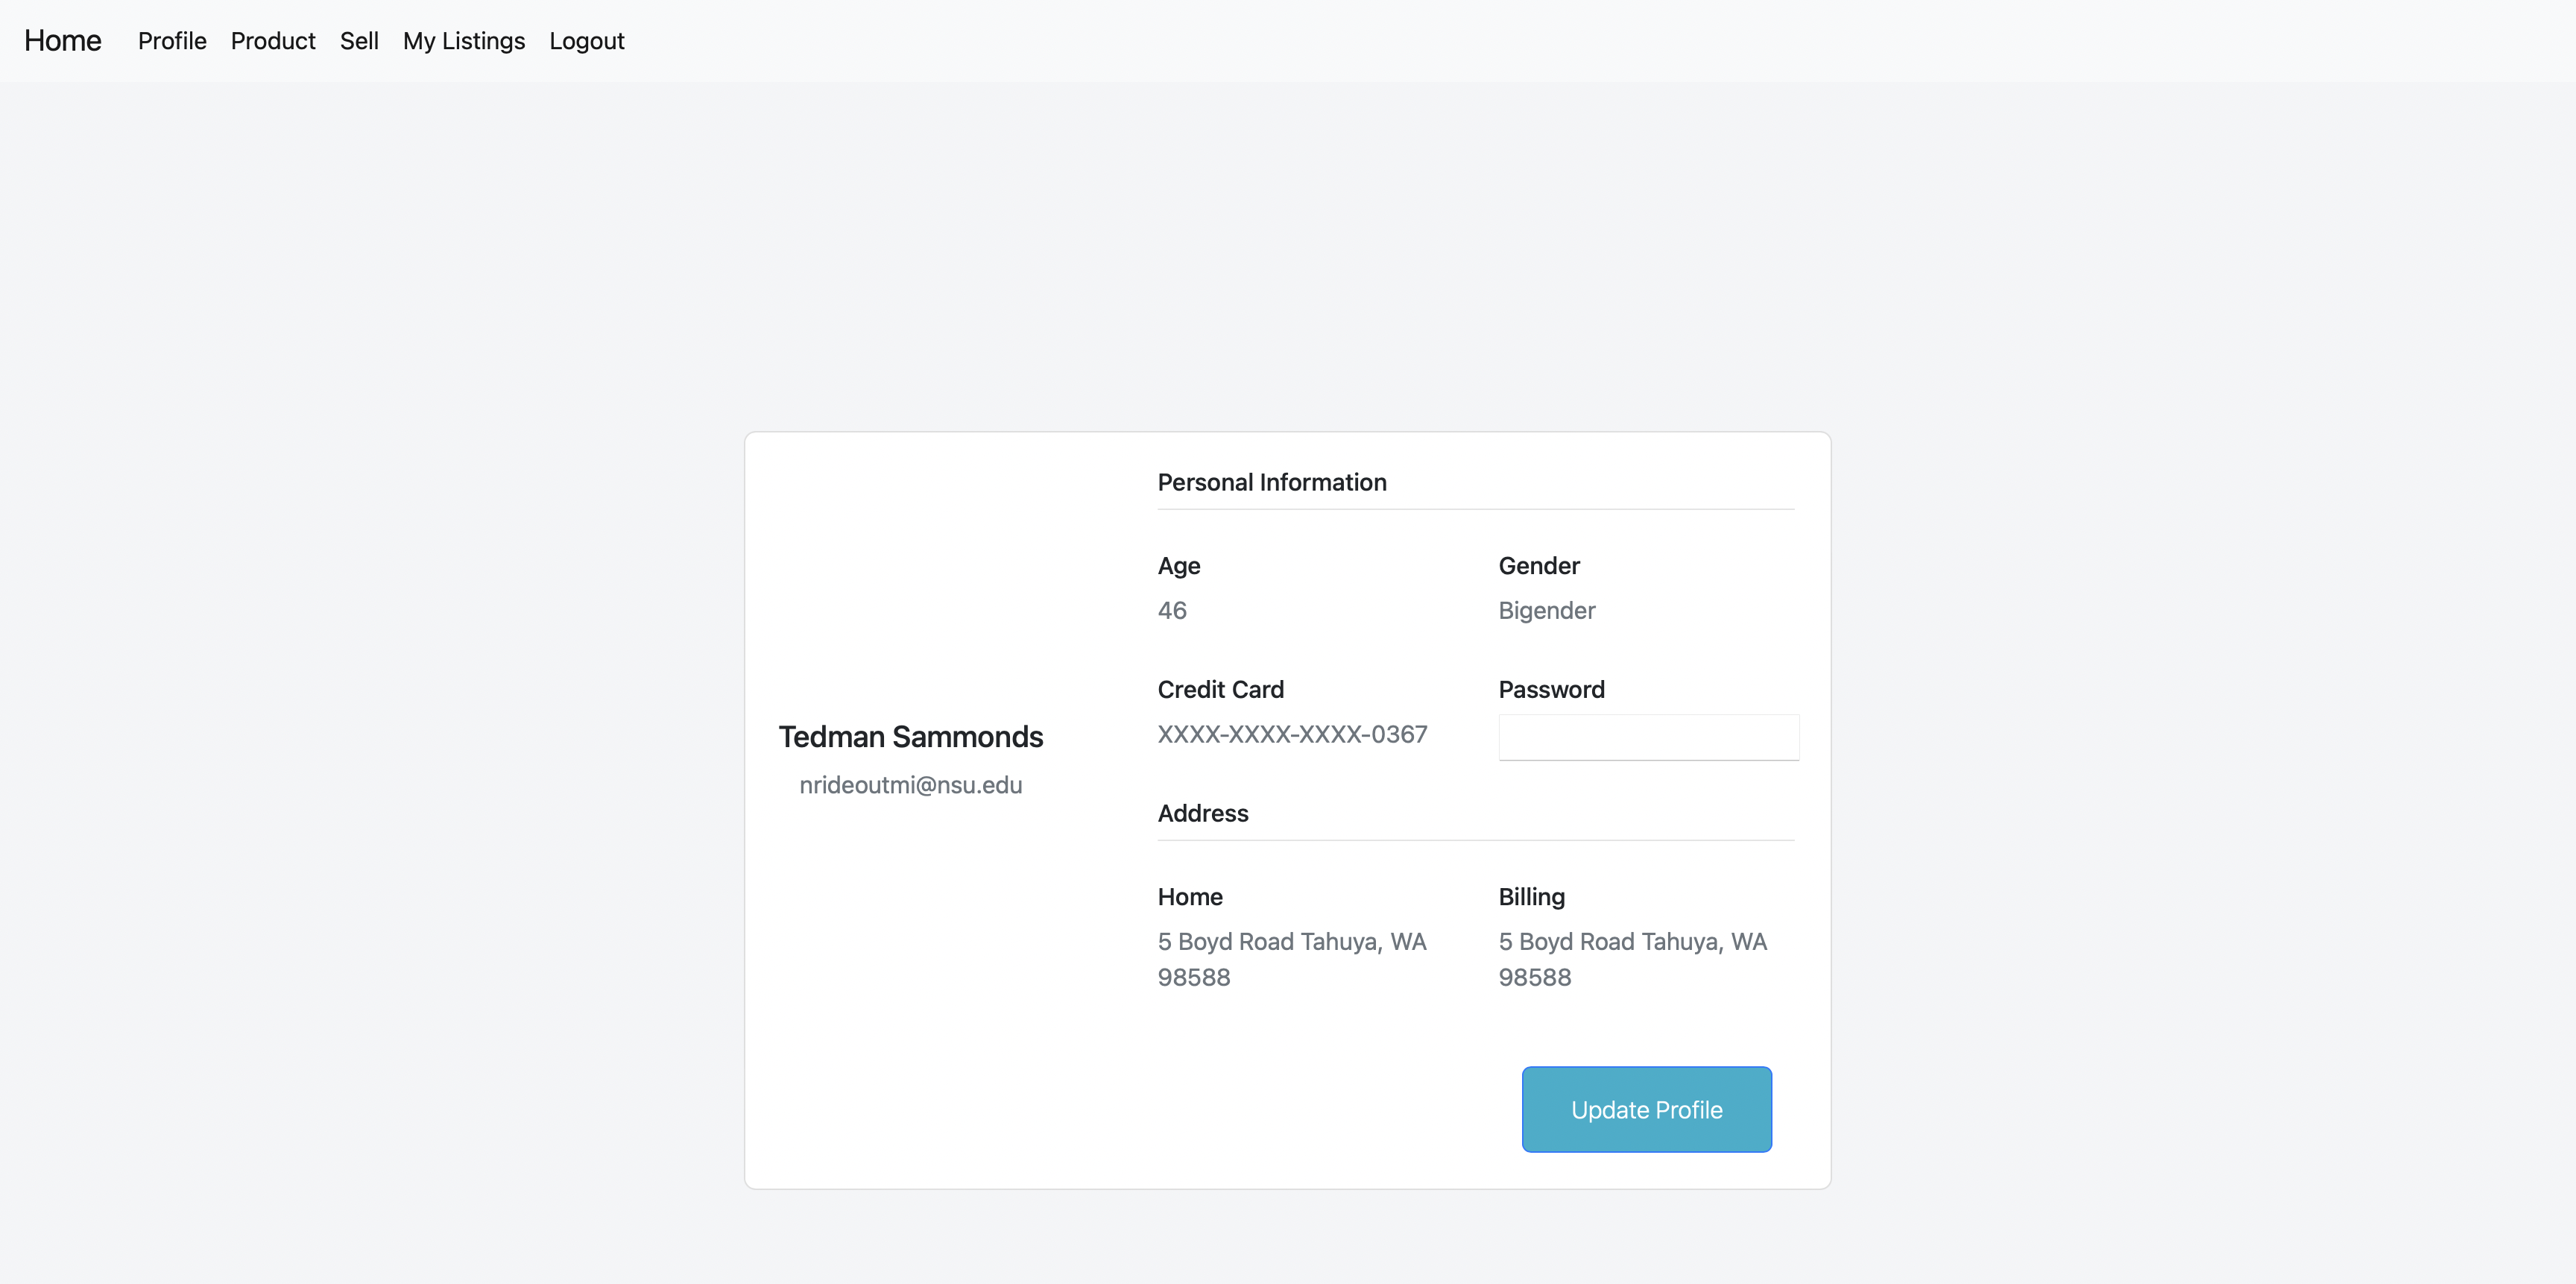 Home Profile Product Sell My Listings Logout
Tedman Sammonds
nrideoutmi@nsu.edu
Personal Information
Age Gender
46 Bigender
Credit Card Password
XXXX-XXXX-XXXX-0367
Address
Home Billing
5 Boyd Road Tahuya, WA 5 Boyd Road Tahuya, WA
98588 98588
Update Profile